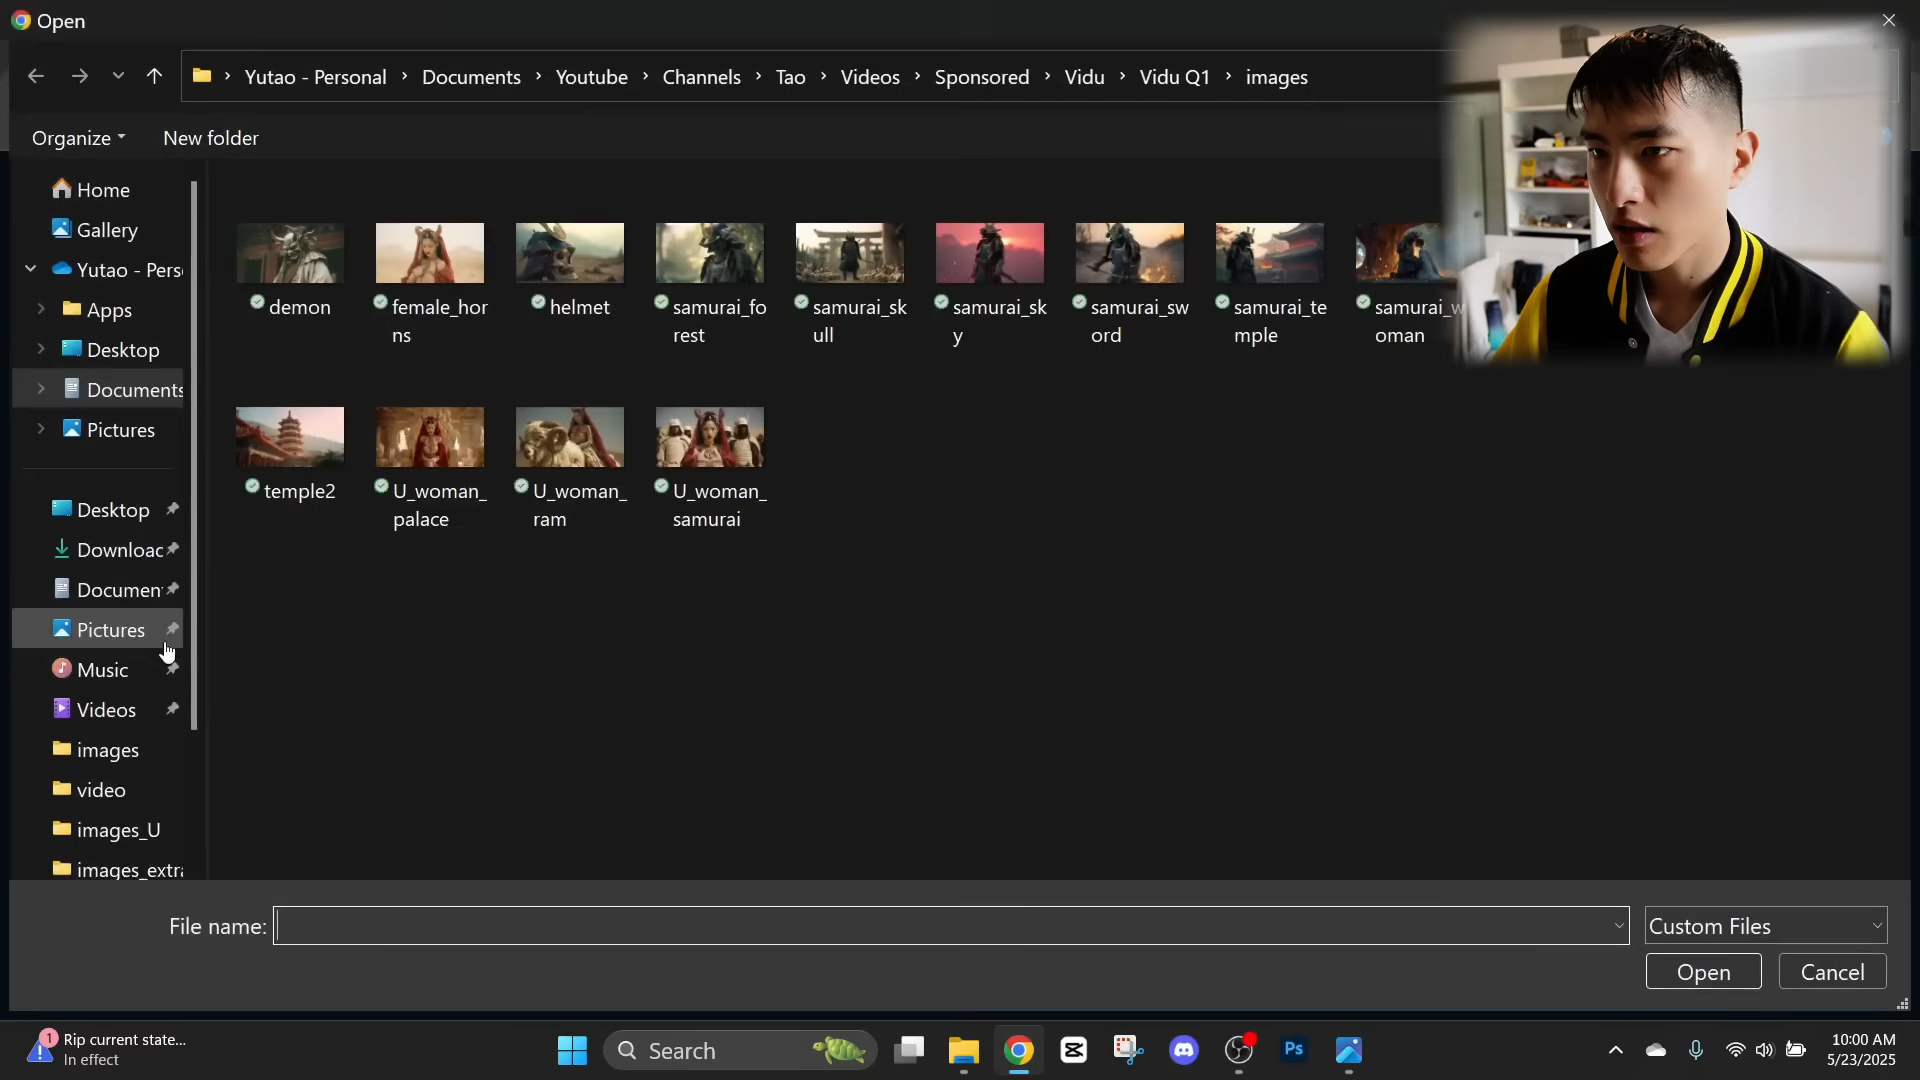 Open
Yutao - Personal > Documents > Youtube > Channels > Tao > Videos > Sponsored > Vidu > Vidu Q1 > images
Organize New folder
Home
Gallery
Yutao - Pers
Apps
Desktop
Documents
Pictures
Desktop
Downloac
Documen
Pictures
Music
Videos
images
video
images_U
images_extra
demon
female_hor
ns
helmet
samurai_fo
rest
samurai_sk
ull
samurai_sk
y
samurai_sw
ord
samurai_te
mple
samurai_w
oman
temple2
U_woman_
palace
U_woman_
ram
U_woman_
samurai
File name:
Custom Files
Open Cancel
1
Rip current state...
In effect
Search
Ps
10:00 AM
5/23/2025